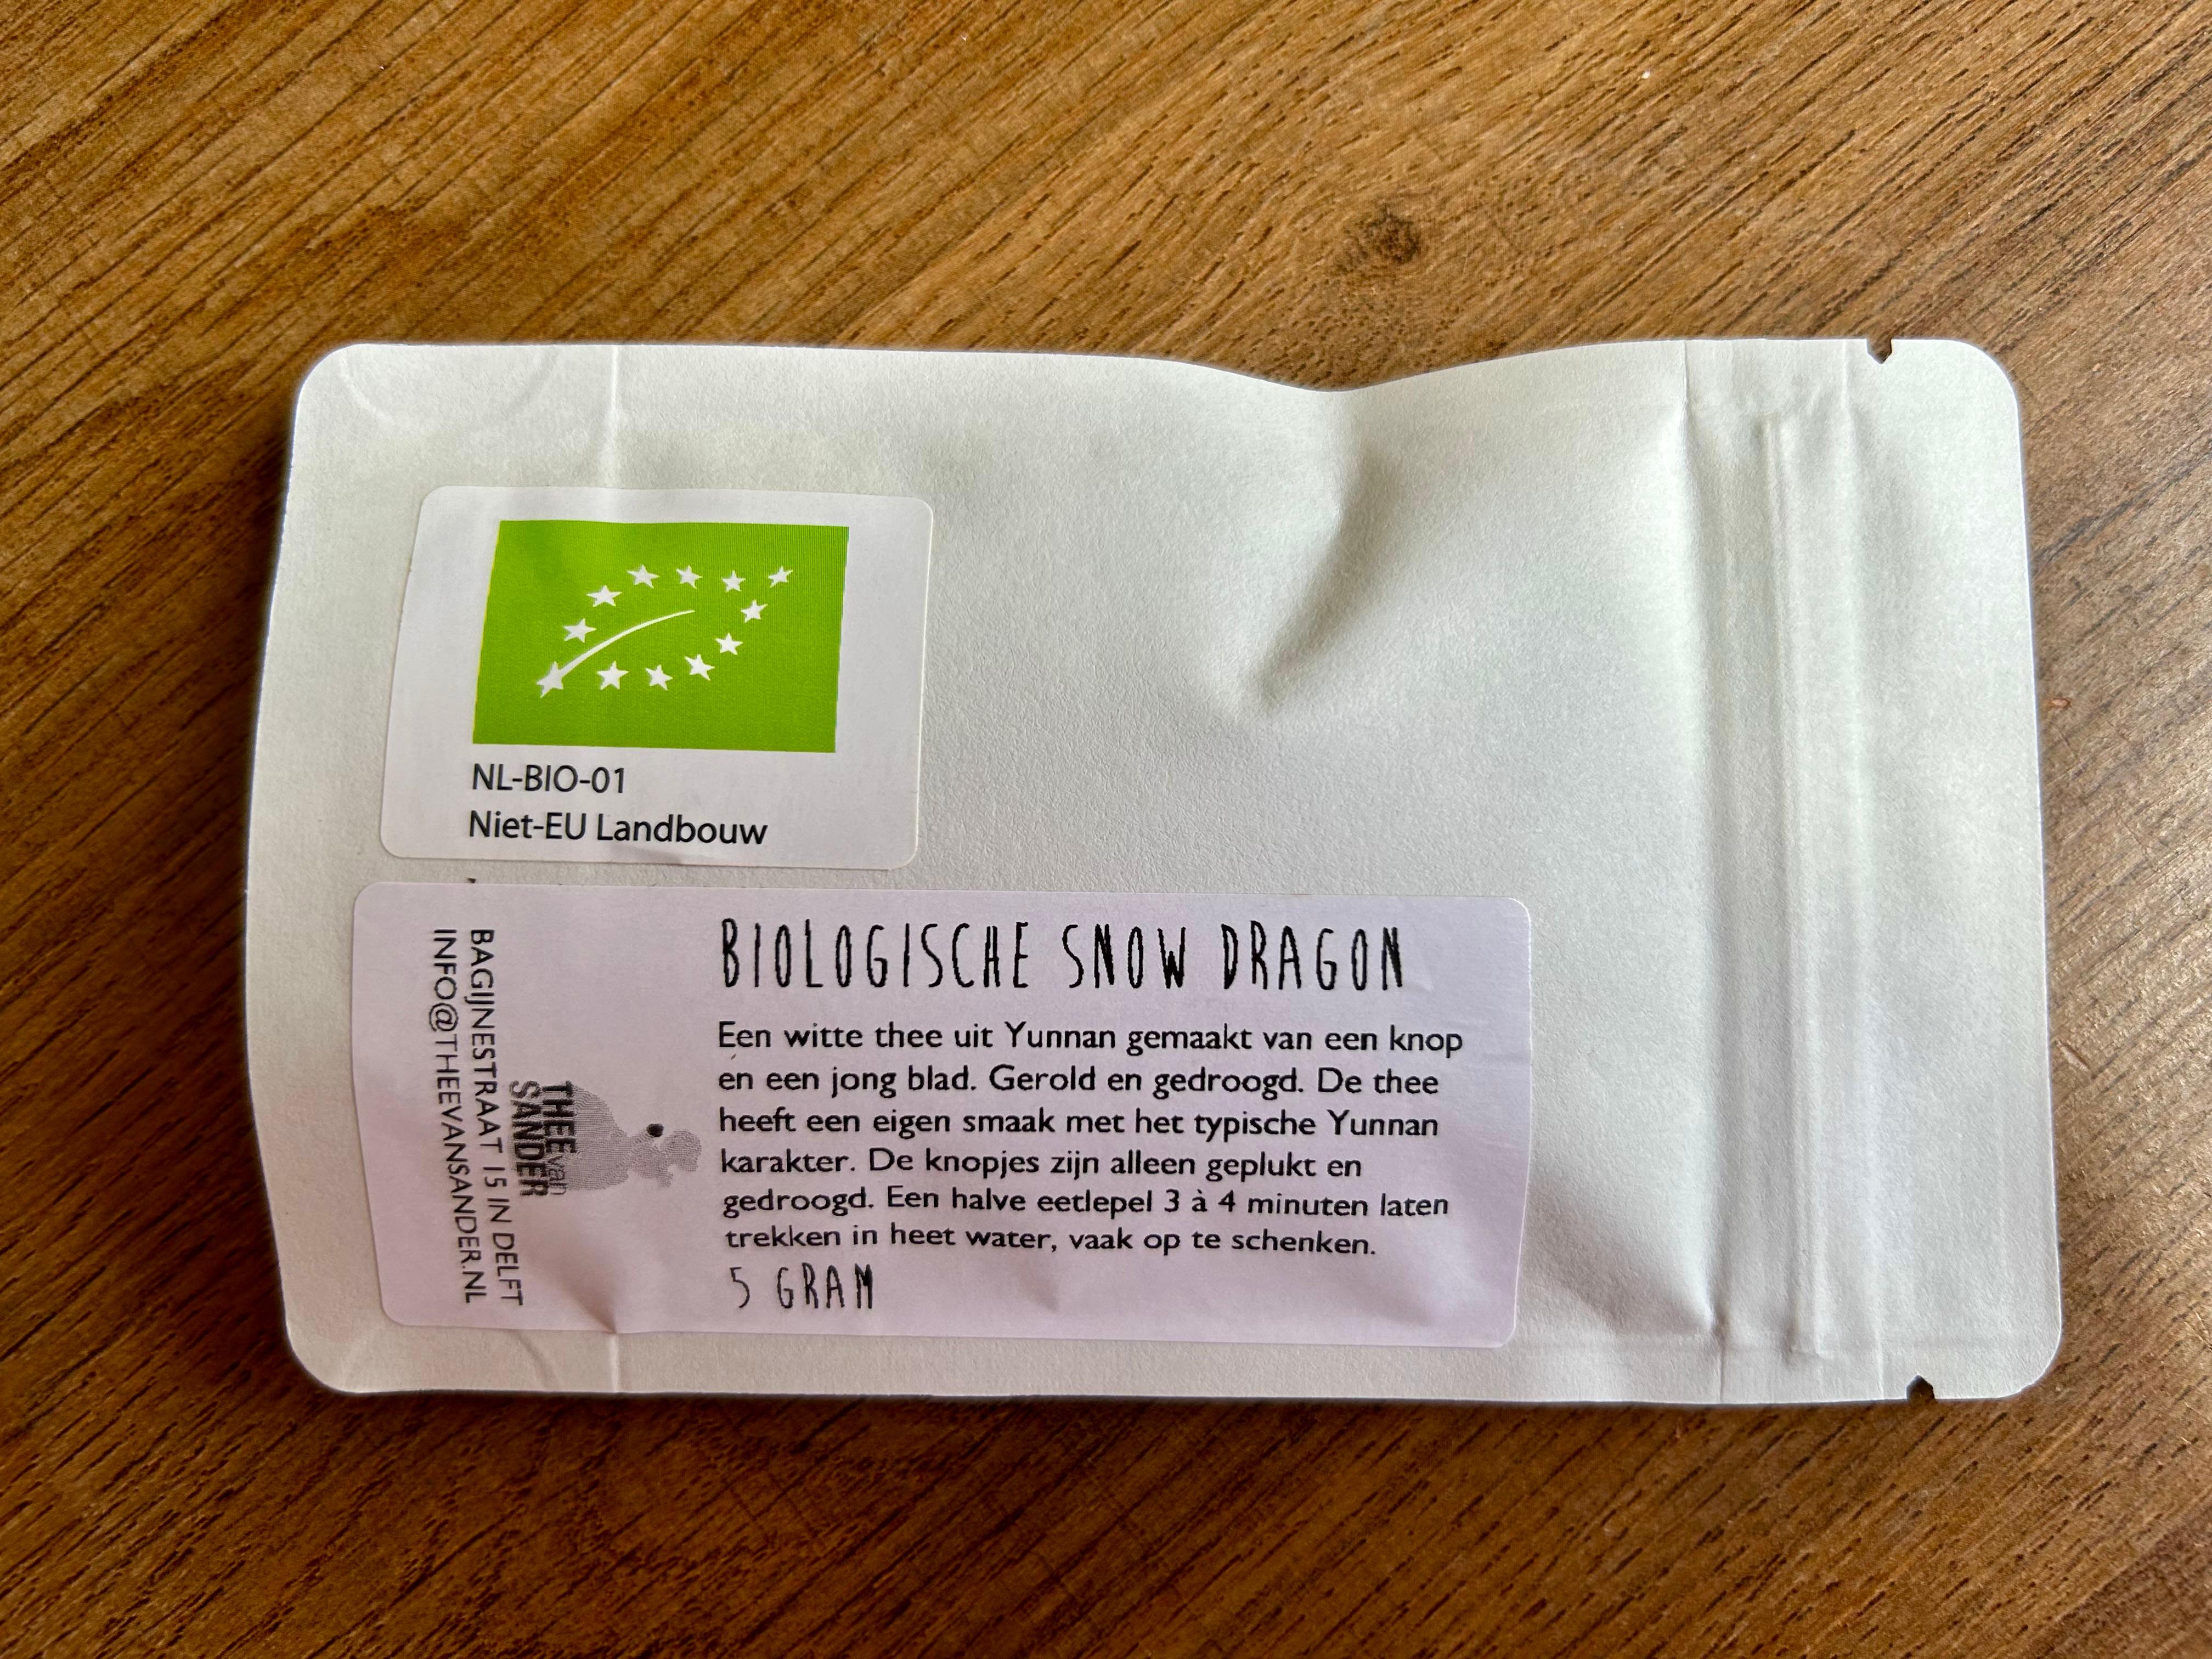 NL-BIO-01
Niet-EU Landbouw
BIOLOGISCHE SNOW DRAGON
Een witte thee uit Yunnan gemaakt van een knop
en een jong blad. Gerold en gedroogd. De thee
heeft een eigen smaak met het typische Yunnan
karakter. De knopjes zijn alleen geplukt en
gedroogd. Een halve eetlepel 3 à 4 minuten laten
trekken in heet water, vaak op te schenken.
5 GRAM
THEE van
SANDER
BAGIJNESTRAAT 15 IN DELFT
INFO@THEEVANSANDER.NL